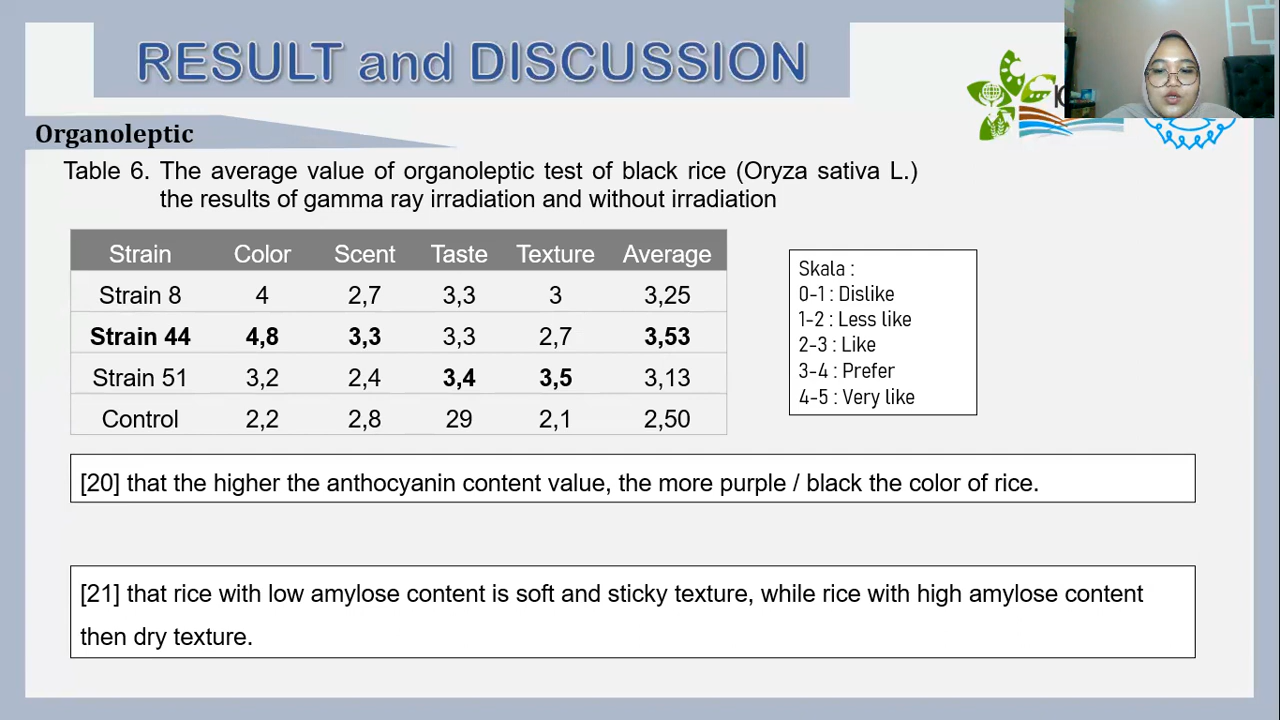 RESULT and DISCUSSION
Organoleptic
Table 6. The average value of organoleptic test of black rice (Oryza sativa L.)
the results of gamma ray irradiation and without irradiation
Strain Color Scent Taste Texture Average
Strain 8 4 2,7 3,3 3 3,25
Strain 44 4,8 3,3 3,3 2,7 3,53
Strain 51 3,2 2,4 3,4 3,5 3,13
Control 2,2 2,8 29 2,1 2,50
Skala :
0-1 : Dislike
1-2 : Less like
2-3 : Like
3-4 : Prefer
4-5 : Very like
[20] that the higher the anthocyanin content value, the more purple / black the color of rice.
[21] that rice with low amylose content is soft and sticky texture, while rice with high amylose content
then dry texture.